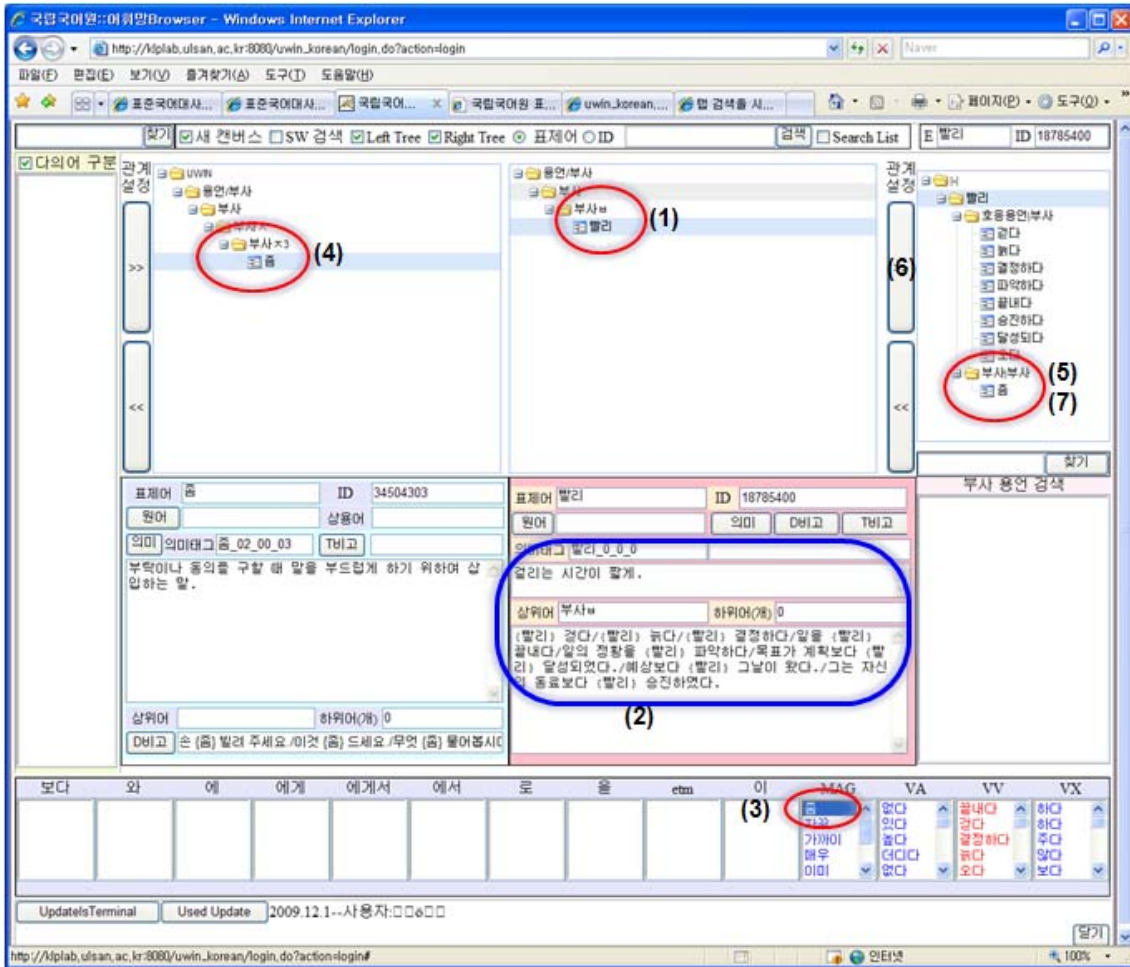 국립국어원::어휘망Browser - Windows Internet Explorer
http://klplab.ulsan.ac.kr:8080/uwin_korean/login.do?action=login
Naver
파일(F) 편집(E) 보기(V) 즐겨찾기(A) 도구(T) 도움말(H)
표준국어대사... 표준국어대사... 국립국어... 국립국어원 표... uwin_korean,... 탭 검색을 시... 페이지(P) 도구(O)
찾기 새 캔버스 SW 검색 Left Tree Right Tree 표제어 ID 검색 Search List E 빨리 ID 18785400
다의어 구분
관계
설정
UWIN
용언/부사
부사
부사ㅈ
부사ㅈ3
좀
(4)
>>
<<
용언/부사
부사
부사ㅂ
빨리
(1)
관계
설정
(6)
<<
빨리
호응용언|부사
걷다
늙다
결정하다
파악하다
끝내다
승진하다
달성되다
오다
부사|부사
좀
(5)
(7)
찾기
부사 용언 검색
표제어 좀 ID 34504303
원어 상용어
의미 의미태그 좀_02_00_03 T비고
부탁이나 동의를 구할 때 말을 부드럽게 하기 위하여 삽
입하는 말.
상위어 하위어(개) 0
D비고 손 {좀} 빌려 주세요./이것 {좀} 드세요./무엇 {좀} 물어봅시
표제어 빨리 ID 18785400
원어 의미 D비고 T비고
의미태그 빨리_0_0_0
걸리는 시간이 짧게.
상위어 부사ㅂ 하위어(개) 0
{빨리} 걷다/{빨리} 늙다/{빨리} 결정하다/일을 {빨리}
끝내다/일의 정황을 {빨리} 파악하다/목표가 계획보다 {빨
리} 달성되었다./예상보다 {빨리} 그날이 왔다./그는 자신
의 동료보다 {빨리} 승진하였다.
(2)
보다 와 에 에게 에게서 에서 로 을 etm 이 MAG VA VV VX
(3)
좀 없다 끝내다 하다
있다 걷다 하다
가까이 높다 결정하다 주다
매우 더디다 늙다 않다
이미 없다 오다 보다
UpdateIsTerminal Used Update 2009.12.1--사용자:□□6□□
닫기
http://klplab.ulsan.ac.kr:8080/uwin_korean/login.do?action=login# 인터넷 100%